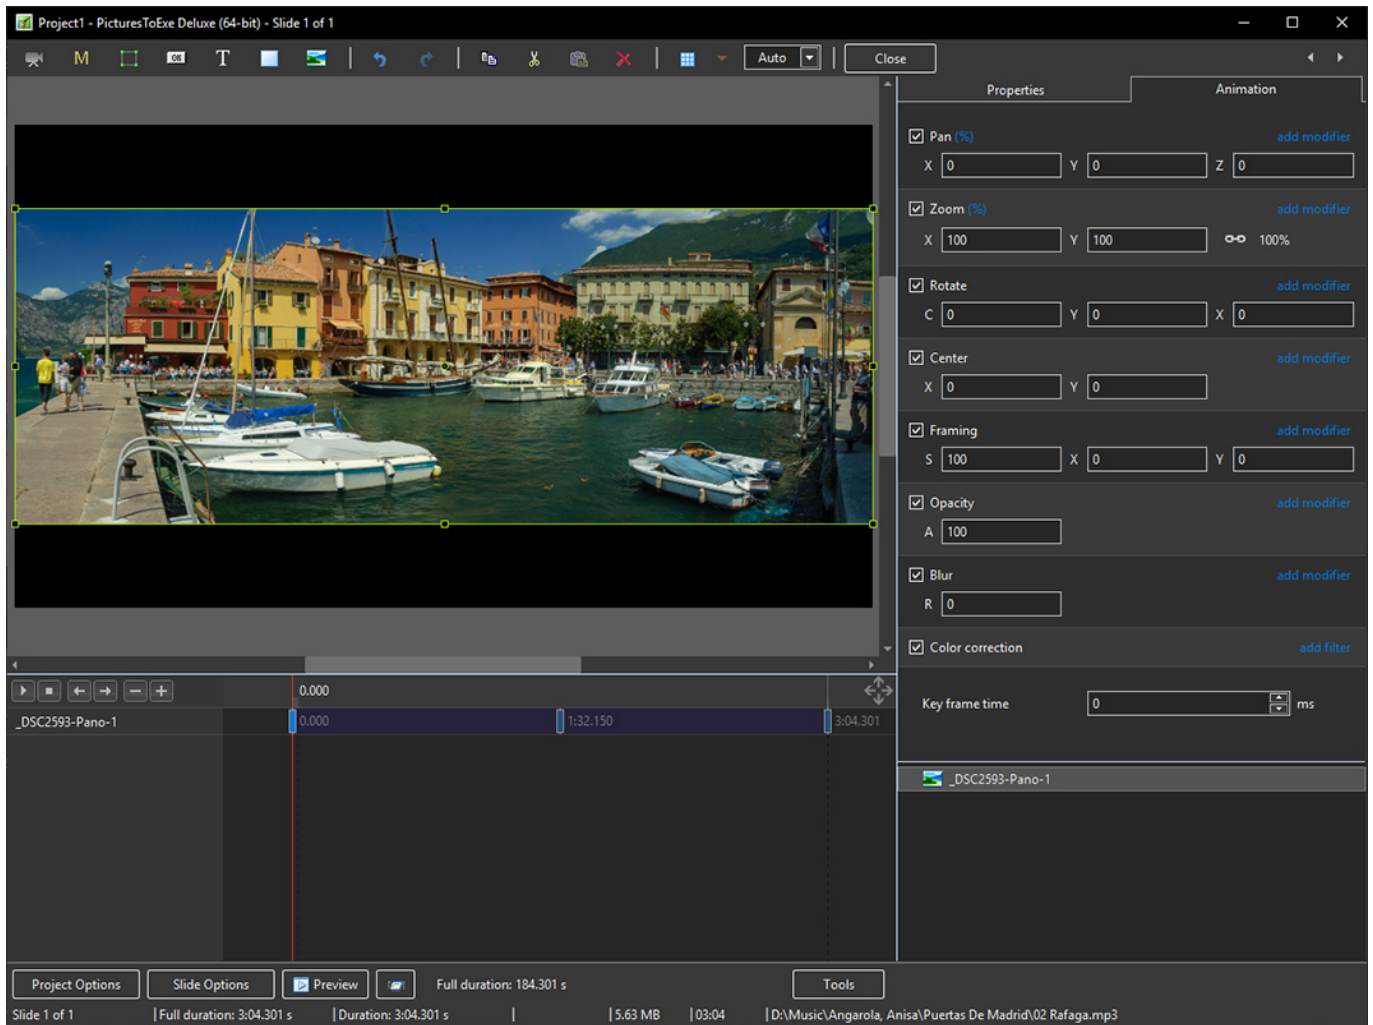 Project1 - PicturesToExe Deluxe (64-bit) - Slide 1 of 1
M OK T Auto Close
Properties Animation
Pan (%) add modifier
X 0 Y 0 Z 0
Zoom (%) add modifier
X 100 Y 100 100%
Rotate add modifier
C 0 Y 0 X 0
Center add modifier
X 0 Y 0
Framing add modifier
S 100 X 0 Y 0
Opacity add modifier
A 100
Blur add modifier
R 0
Color correction add filter
0.000
Key frame time 0 ms
_DSC2593-Pano-1 0.000 1:32.150 3:04.301
_DSC2593-Pano-1
Project Options Slide Options Preview Full duration: 184.301 s Tools
Slide 1 of 1 |Full duration: 3:04.301 s |Duration: 3:04.301 s | |5.63 MB |03:04 |D:\Music\Angarola, Anisa\Puertas De Madrid\02 Rafaga.mp3